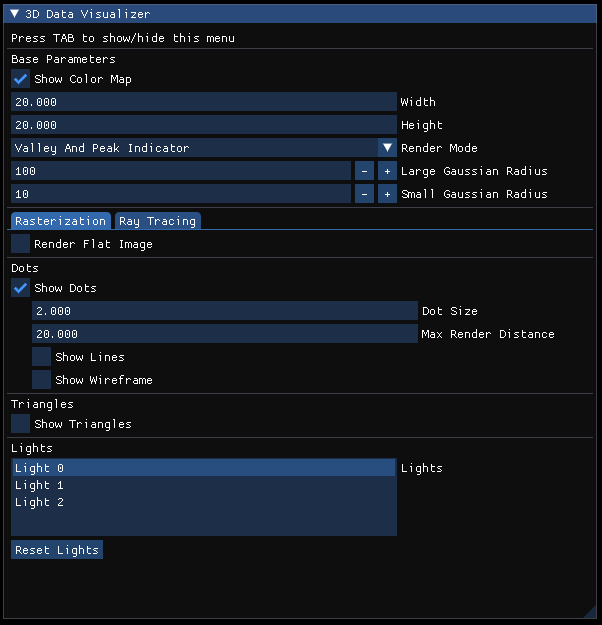 3D Data Visualizer
Press TAB to show/hide this menu
Base Parameters
Show Color Map
20.000 Width
20.000 Height
Valley And Peak Indicator Render Mode
100 - + Large Gaussian Radius
10 - + Small Gaussian Radius
Rasterization Ray Tracing
Render Flat Image
Dots
Show Dots
2.000 Dot Size
20.000 Max Render Distance
Show Lines
Show Wireframe
Triangles
Show Triangles
Lights
Light 0 Lights
Light 1
Light 2
Reset Lights